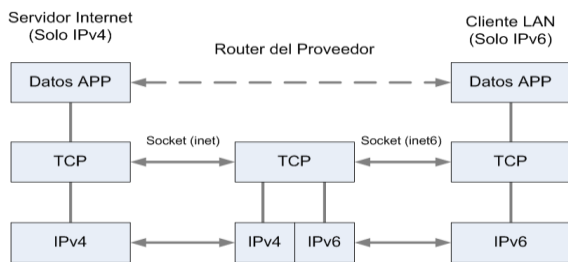 Servidor Internet
(Solo IPv4)
Router del Proveedor
Cliente LAN
(Solo IPv6)
Datos APP
Datos APP
TCP
Socket (inet)
TCP
Socket (inet6)
TCP
IPv4
IPv4
IPv6
IPv6